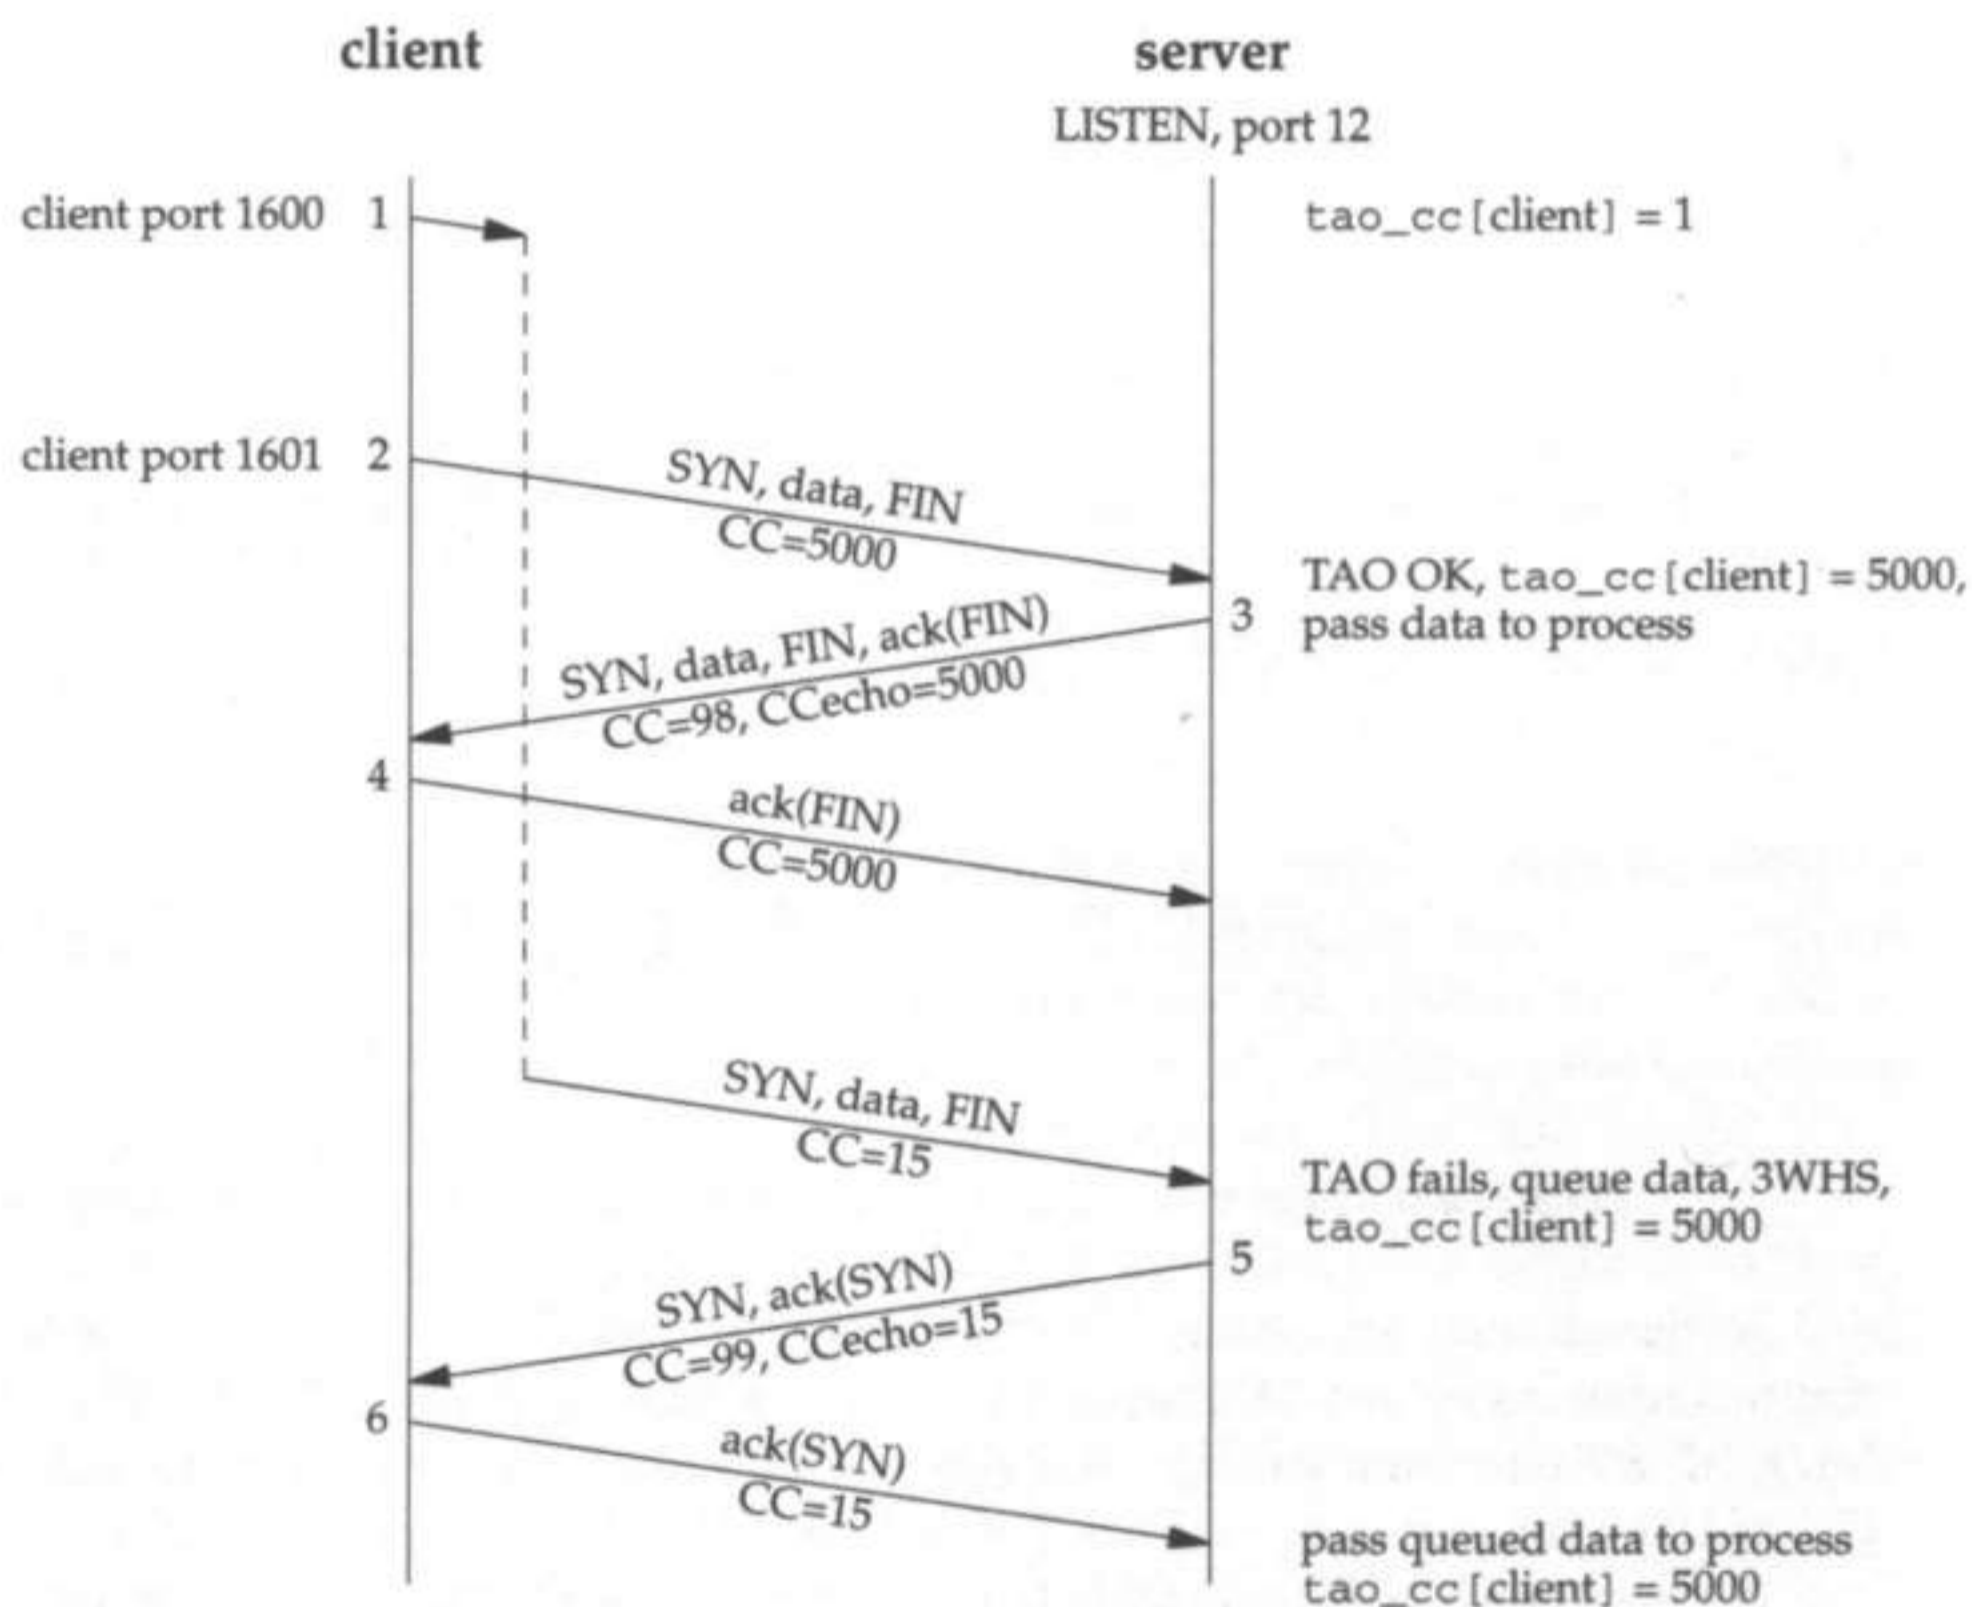 client
server
LISTEN, port 12
client port 1600 1
tao_cc[client] = 1
client port 1601 2
SYN, data, FIN
CC=5000
TAO OK, tao_cc[client] = 5000,
3
pass data to process
SYN, data, FIN, ack(FIN)
CC=98, CCecho=5000
4
ack(FIN)
CC=5000
SYN, data, FIN
CC=15
TAO fails, queue data, 3WHS,
tao_cc[client] = 5000
5
SYN, ack(SYN)
CC=99, CCecho=15
6
ack(SYN)
CC=15
pass queued data to process
tao_cc[client] = 5000